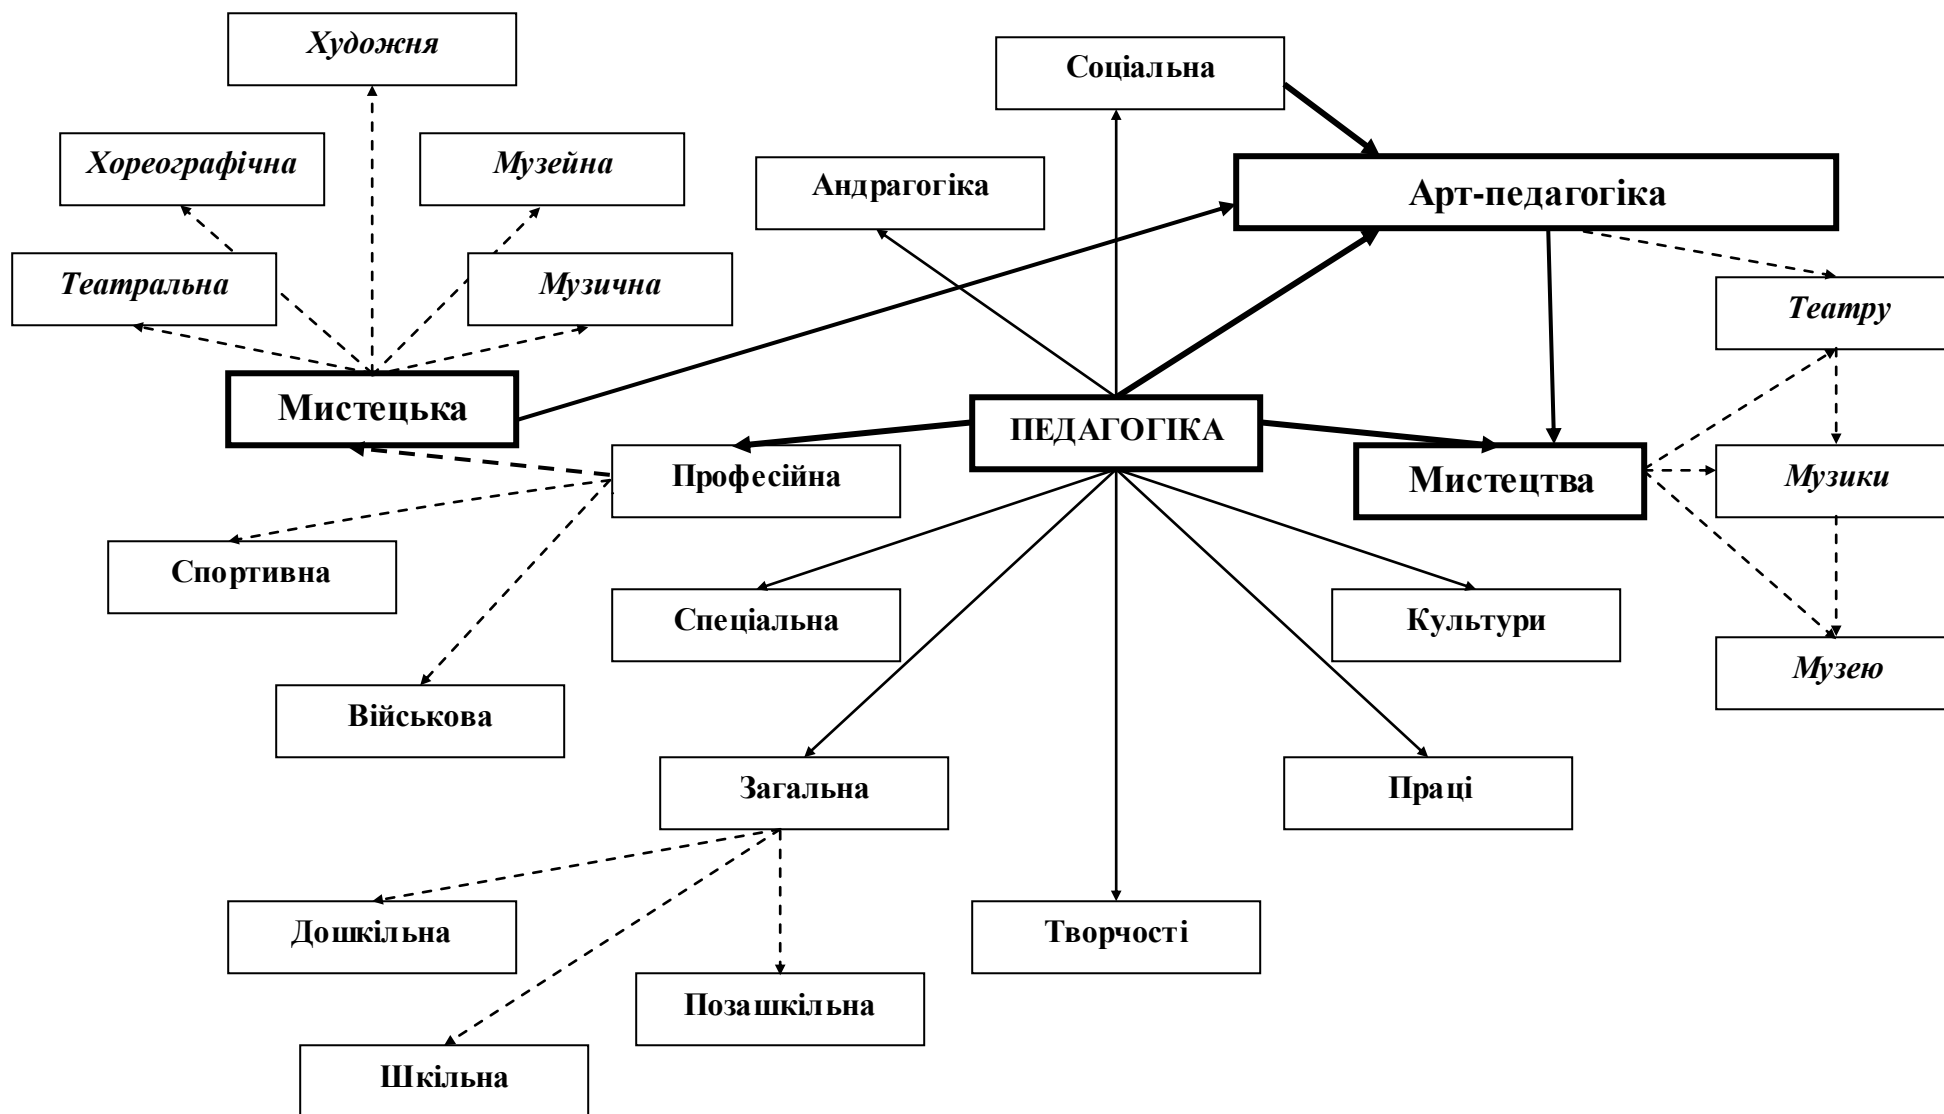 Художня
Соціальна
Хореографічна
Музейна
Андрагогіка
Арт-педагогіка
Театральна
Музична
Театру
Мистецька
ПЕДАГОГІКА
Професійна
Мистецтва
Музики
Спортивна
Спеціальна
Культури
Музею
Військова
Загальна
Праці
Дошкільна
Творчості
Позашкільна
Шкільна